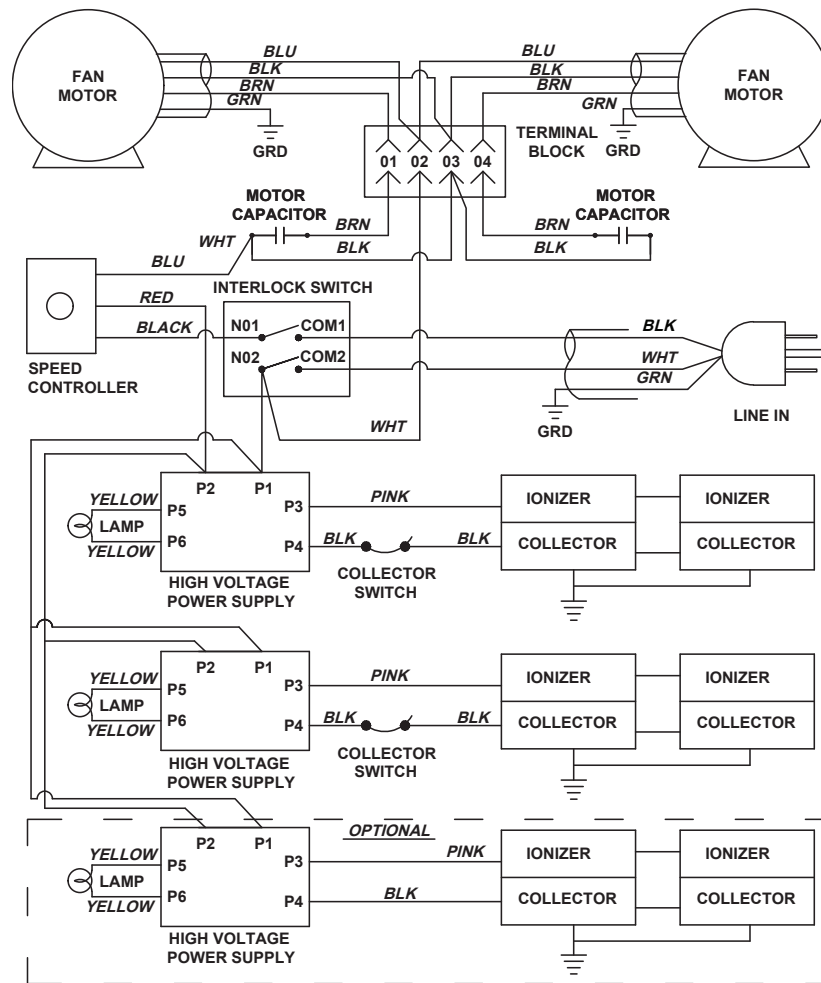 BLU
BLK
BRN
GRN
FAN
MOTOR
GRD
BLU
BLK
BRN
GRN
FAN
MOTOR
GRD
TERMINAL
BLOCK
01 02 03 04
MOTOR
CAPACITOR
BRN
BLK
WHT
MOTOR
CAPACITOR
BRN
BLK
BLU
RED
BLACK
SPEED
CONTROLLER
INTERLOCK SWITCH
N01 COM1
N02 COM2
BLK
WHT
GRN
GRD
LINE IN
WHT
YELLOW
LAMP
YELLOW
P2 P1
P5 P3
P6 P4
HIGH VOLTAGE
POWER SUPPLY
PINK
BLK BLK
COLLECTOR
SWITCH
IONIZER IONIZER
COLLECTOR COLLECTOR
YELLOW
LAMP
YELLOW
P2 P1
P5 P3
P6 P4
HIGH VOLTAGE
POWER SUPPLY
PINK
BLK BLK
COLLECTOR
SWITCH
IONIZER IONIZER
COLLECTOR COLLECTOR
OPTIONAL
YELLOW
LAMP
YELLOW
P2 P1
P5 P3
P6 P4
HIGH VOLTAGE
POWER SUPPLY
PINK
BLK
IONIZER IONIZER
COLLECTOR COLLECTOR